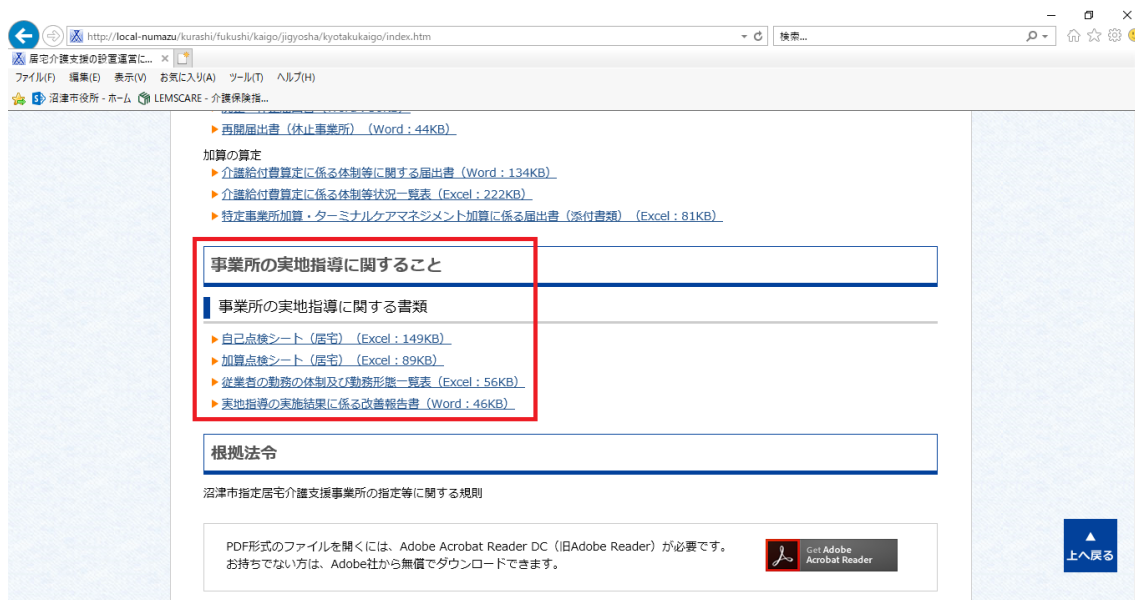 http://local-numazu/kurashi/fukushi/kaigo/jigyosha/kyotakukaigo/index.htm
検索...
居宅介護支援の設置運営に...
ファイル(F) 編集(E) 表示(V) お気に入り(A) ツール(T) ヘルプ(H)
沼津市役所 - ホーム LEMSCARE - 介護保険指...
再開届出書（休止事業所）（Word：44KB）
加算の算定
介護給付費算定に係る体制等に関する届出書（Word：134KB）
介護給付費算定に係る体制等状況一覧表（Excel：222KB）
特定事業所加算・ターミナルケアマネジメント加算に係る届出書（添付書類）（Excel：81KB）
事業所の実地指導に関すること
事業所の実地指導に関する書類
自己点検シート（居宅）（Excel：149KB）
加算点検シート（居宅）（Excel：89KB）
従業者の勤務の体制及び勤務形態一覧表（Excel：56KB）
実地指導の実施結果に係る改善報告書（Word：46KB）
根拠法令
沼津市指定居宅介護支援事業所の指定等に関する規則
PDF形式のファイルを開くには、Adobe Acrobat Reader DC（旧Adobe Reader）が必要です。
お持ちでない方は、Adobe社から無償でダウンロードできます。
Get Adobe
Acrobat Reader
上へ戻る